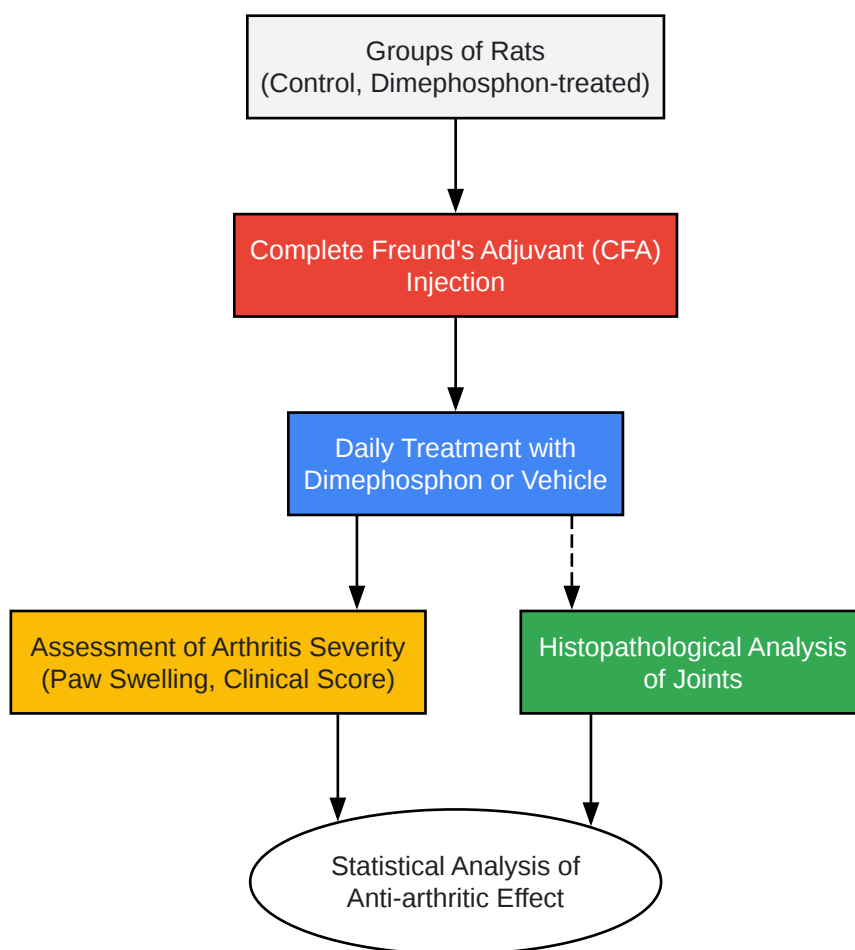 Groups of Rats
(Control, Dimephosphon-treated)
Complete Freund's Adjuvant (CFA)
Injection
Daily Treatment with
Dimephosphon or Vehicle
Assessment of Arthritis Severity
(Paw Swelling, Clinical Score)
Histopathological Analysis
of Joints
Statistical Analysis of
Anti-arthritic Effect